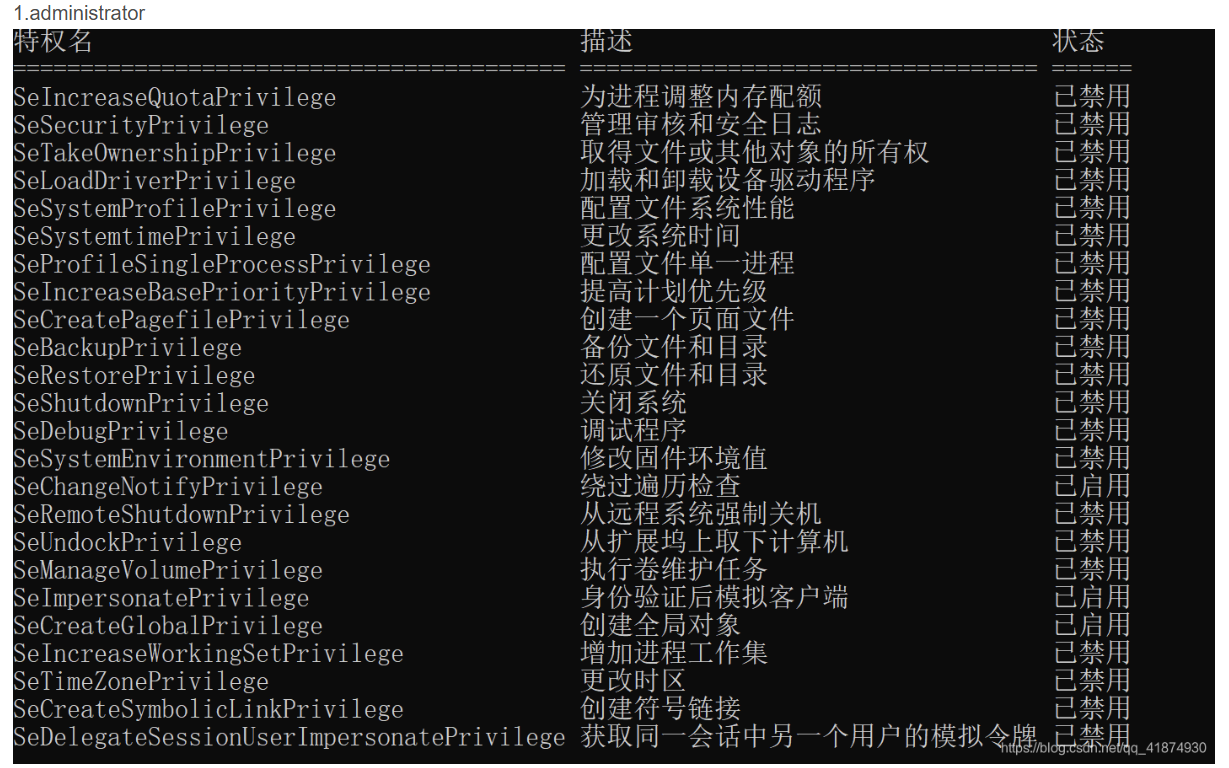 1.administrator
特权名 描述 状态
========================================= ================================== ======
SeIncreaseQuotaPrivilege 为进程调整内存配额 已禁用
SeSecurityPrivilege 管理审核和安全日志 已禁用
SeTakeOwnershipPrivilege 取得文件或其他对象的所有权 已禁用
SeLoadDriverPrivilege 加载和卸载设备驱动程序 已禁用
SeSystemProfilePrivilege 配置文件系统性能 已禁用
SeSystemtimePrivilege 更改系统时间 已禁用
SeProfileSingleProcessPrivilege 配置文件单一进程 已禁用
SeIncreaseBasePriorityPrivilege 提高计划优先级 已禁用
SeCreatePagefilePrivilege 创建一个页面文件 已禁用
SeBackupPrivilege 备份文件和目录 已禁用
SeRestorePrivilege 还原文件和目录 已禁用
SeShutdownPrivilege 关闭系统 已禁用
SeDebugPrivilege 调试程序 已禁用
SeSystemEnvironmentPrivilege 修改固件环境值 已禁用
SeChangeNotifyPrivilege 绕过遍历检查 已启用
SeRemoteShutdownPrivilege 从远程系统强制关机 已禁用
SeUndockPrivilege 从扩展坞上取下计算机 已禁用
SeManageVolumePrivilege 执行卷维护任务 已禁用
SeImpersonatePrivilege 身份验证后模拟客户端 已启用
SeCreateGlobalPrivilege 创建全局对象 已启用
SeIncreaseWorkingSetPrivilege 增加进程工作集 已禁用
SeTimeZonePrivilege 更改时区 已禁用
SeCreateSymbolicLinkPrivilege 创建符号链接 已禁用
SeDelegateSessionUserImpersonatePrivilege 获取同一会话中另一个用户的模拟令牌 已禁用
https://blog.csdn.net/qq_41874930